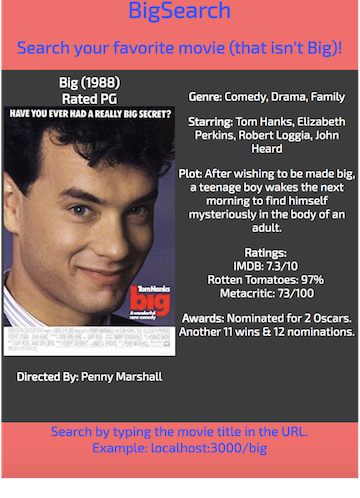 BigSearch
Search your favorite movie (that isn't Big)!
Big (1988)
Rated PG
HAVE YOU EVER HAD A REALLY BIG SECRET?
TomHanks
big
A wonderful
new comedy
Directed By: Penny Marshall
Genre: Comedy, Drama, Family
Starring: Tom Hanks, Elizabeth
Perkins, Robert Loggia, John
Heard
Plot: After wishing to be made big,
a teenage boy wakes the next
morning to find himself
mysteriously in the body of an
adult.
Ratings:
IMDB: 7.3/10
Rotten Tomatoes: 97%
Metacritic: 73/100
Awards: Nominated for 2 Oscars.
Another 11 wins & 12 nominations.
Search by typing the movie title in the URL.
Example: localhost:3000/big